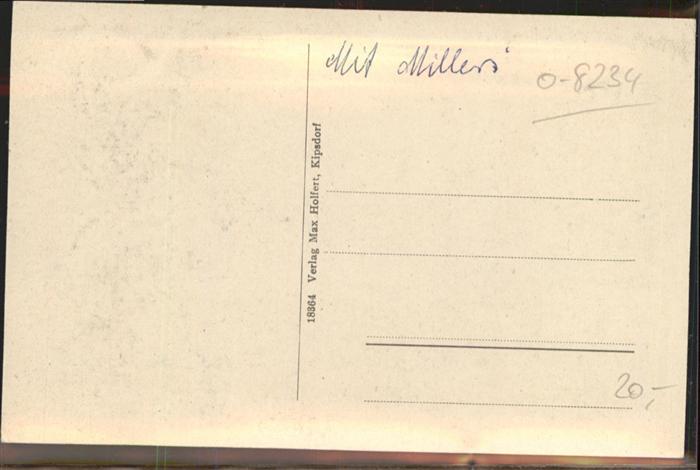 Mit Millers
O-8234
18364 Verlag Max Holfert, Kipsdorf
20,-